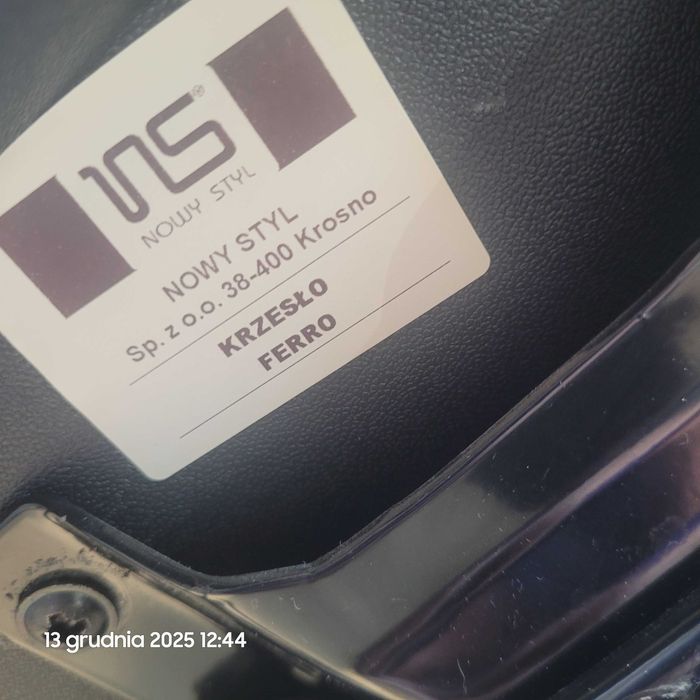 NS®
NOWY STYL
NOWY STYL
Sp. z o.o. 38-400 Krosno
KRZESŁO
FERRO
13 grudnia 2025 12:44